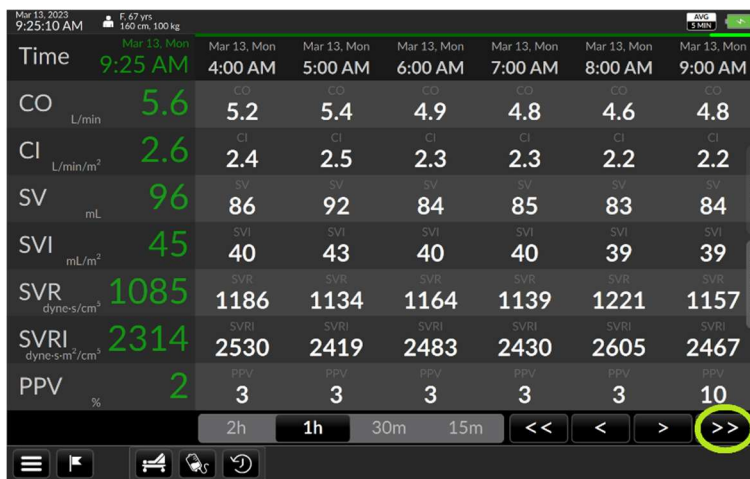 Mar 13, 2023
9:25:10 AM
F, 67 yrs
160 cm, 100 kg
AVG
5 MIN
Time Mar 13, Mon 9:25 AM Mar 13, Mon 4:00 AM Mar 13, Mon 5:00 AM Mar 13, Mon 6:00 AM Mar 13, Mon 7:00 AM Mar 13, Mon 8:00 AM Mar 13, Mon 9:00 AM
CO CO CO CO CO CO
CO L/min 5.6 5.2 5.4 4.9 4.8 4.6 4.8
CI CI CI CI CI CI
CI L/min/m² 2.6 2.4 2.5 2.3 2.3 2.2 2.2
SV SV SV SV SV SV
SV mL 96 86 92 84 85 83 84
SVI SVI SVI SVI SVI SVI
SVI mL/m² 45 40 43 40 40 39 39
SVR SVR SVR SVR SVR SVR
SVR dyne·s/cm⁵ 1085 1186 1134 1164 1139 1221 1157
SVRI SVRI SVRI SVRI SVRI SVRI
SVRI dyne·s·m²/cm⁵ 2314 2530 2419 2483 2430 2605 2467
PPV PPV PPV PPV PPV PPV
PPV % 2 3 3 3 3 3 10
2h 1h 30m 15m << < > >>